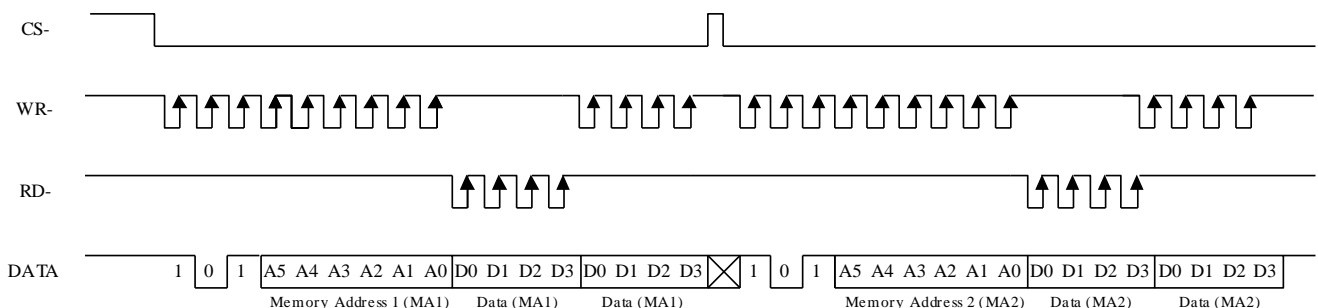 CS-
WR-
RD-
DATA 1 0 1 A5 A4 A3 A2 A1 A0 D0 D1 D2 D3 D0 D1 D2 D3 1 0 1 A5 A4 A3 A2 A1 A0 D0 D1 D2 D3 D0 D1 D2 D3
Memory Address 1 (MA1) Data (MA1) Data (MA1) Memory Address 2 (MA2) Data (MA2) Data (MA2)